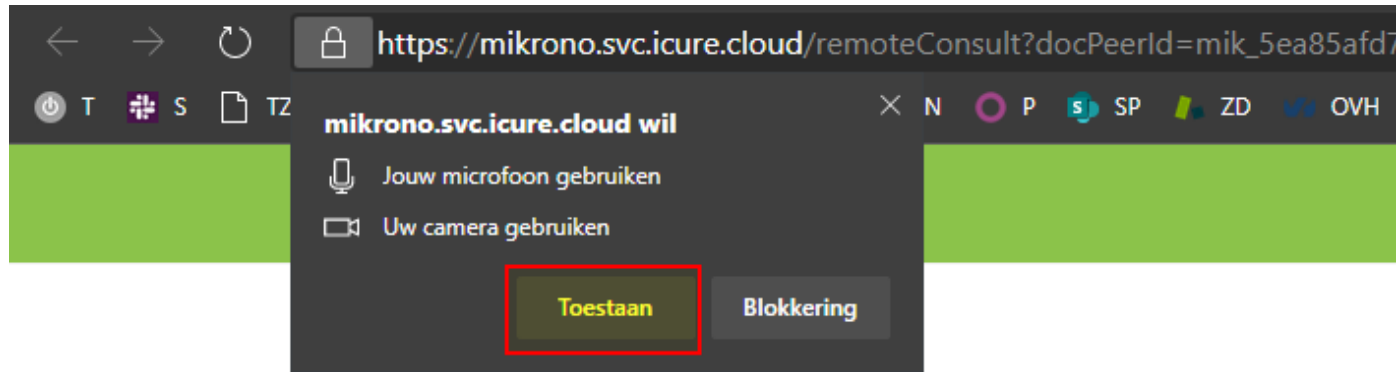 https://mikrono.svc.icure.cloud/remoteConsult?docPeerId=mik_5ea85afd7
T S TZ N P SP ZD OVH
mikrono.svc.icure.cloud wil
Jouw microfoon gebruiken
Uw camera gebruiken
Toestaan Blokkering